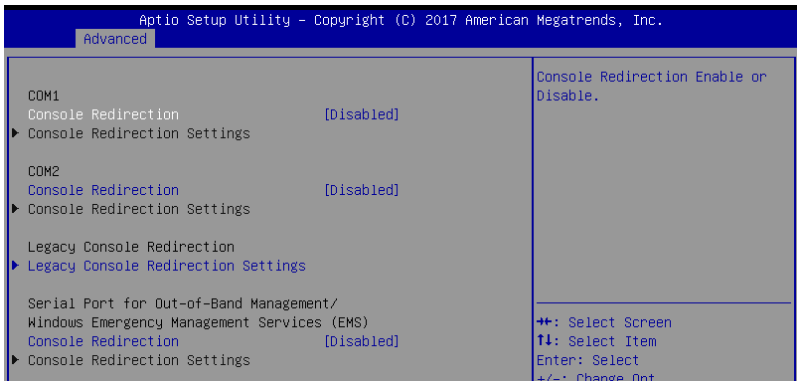 Aptio Setup Utility – Copyright (C) 2017 American Megatrends, Inc.
Advanced
COM1
Console Redirection [Disabled]
Console Redirection Settings
COM2
Console Redirection [Disabled]
Console Redirection Settings
Legacy Console Redirection
Legacy Console Redirection Settings
Serial Port for Out-of-Band Management/
Windows Emergency Management Services (EMS)
Console Redirection [Disabled]
Console Redirection Settings
Console Redirection Enable or
Disable.
→←: Select Screen
↑↓: Select Item
Enter: Select
+/-: Change Opt